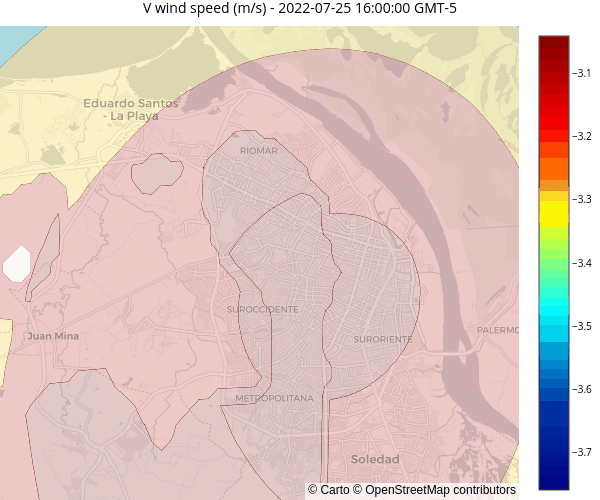 V wind speed (m/s) - 2022-07-25 16:00:00 GMT-5
Eduardo Santos
- La Playa
RIOMAR
SUROCCIDENTE
Juan Mina
SURORIENTE
PALERMO
METROPOLITANA
Soledad
−3.1
−3.2
−3.3
−3.4
−3.5
−3.6
−3.7
© Carto © OpenStreetMap contributors